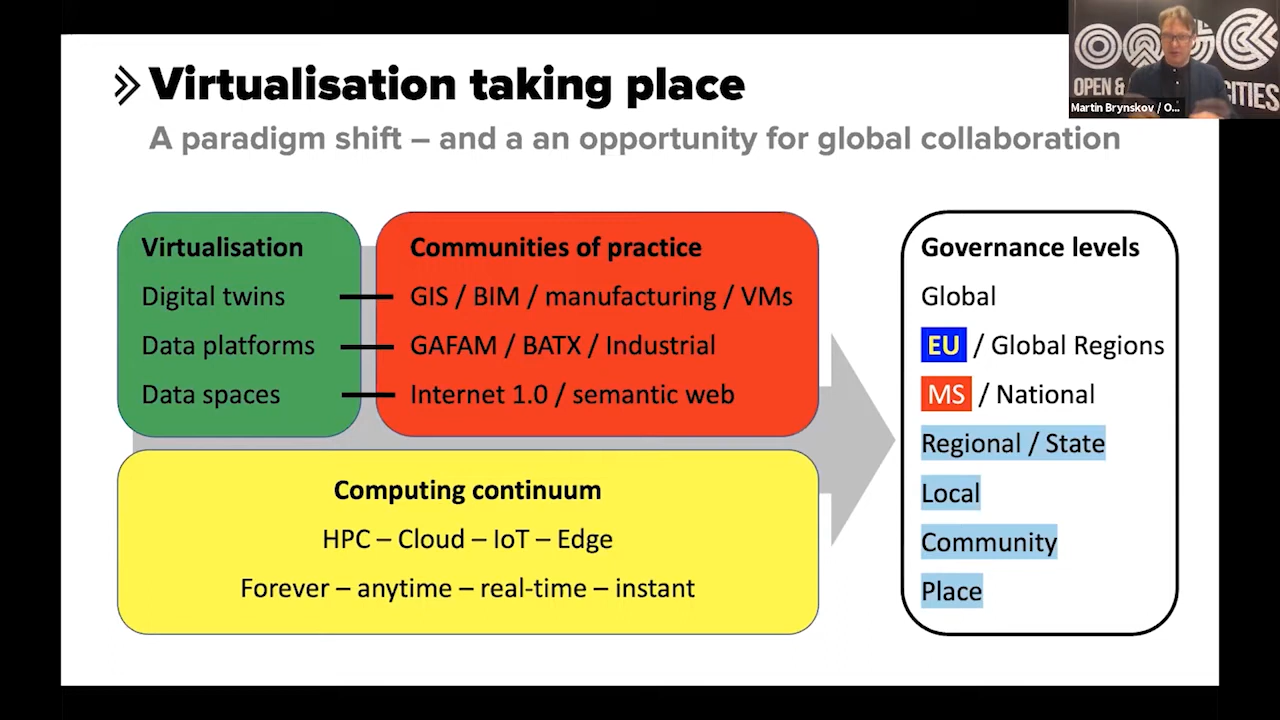 Virtualisation taking place
A paradigm shift – and a an opportunity for global collaboration
Virtualisation
Digital twins
Data platforms
Data spaces
Communities of practice
GIS / BIM / manufacturing / VMs
GAFAM / BATX / Industrial
Internet 1.0 / semantic web
Computing continuum
HPC – Cloud – IoT – Edge
Forever – anytime – real-time – instant
Governance levels
Global
EU / Global Regions
MS / National
Regional / State
Local
Community
Place
OPEN &
CITIES
Martin Brynskov / O...